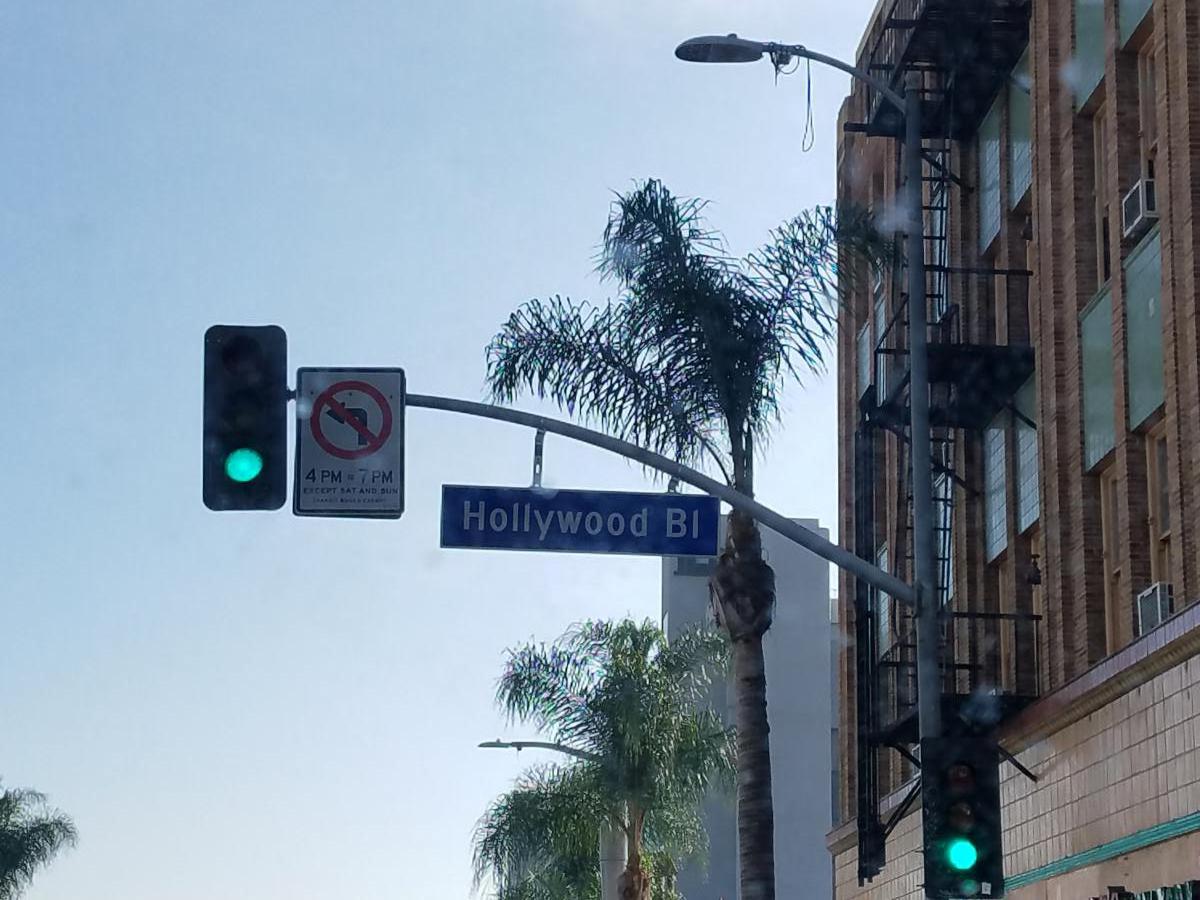 4 PM - 7 PM
EXCEPT SAT AND SUN
Hollywood Bl